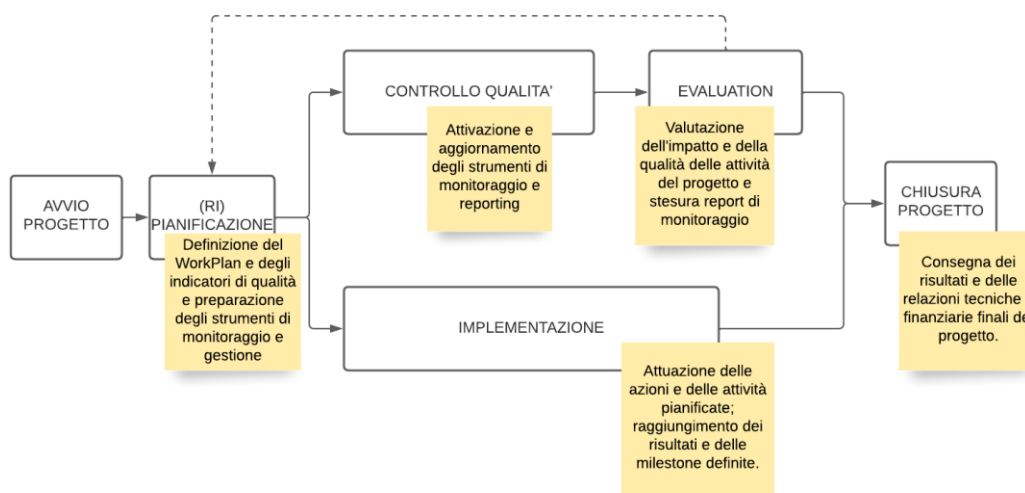 AVVIO
PROGETTO
(RI)
PIANIFICAZIONE
Definizione del
WorkPlan e degli
indicatori di qualità
e preparazione
degli strumenti di
monitoraggio e
gestione
CONTROLLO QUALITA'
Attivazione e
aggiornamento
degli strumenti di
monitoraggio e
reporting
EVALUATION
Valutazione
dell'impatto e della
qualità delle attività
del progetto e
stesura report di
monitoraggio
IMPLEMENTAZIONE
Attuazione delle
azioni e delle attività
pianificate;
raggiungimento dei
risultati e delle
milestone definite.
CHIUSURA
PROGETTO
Consegna dei
risultati e delle
relazioni tecniche
finanziarie finali de
progetto.